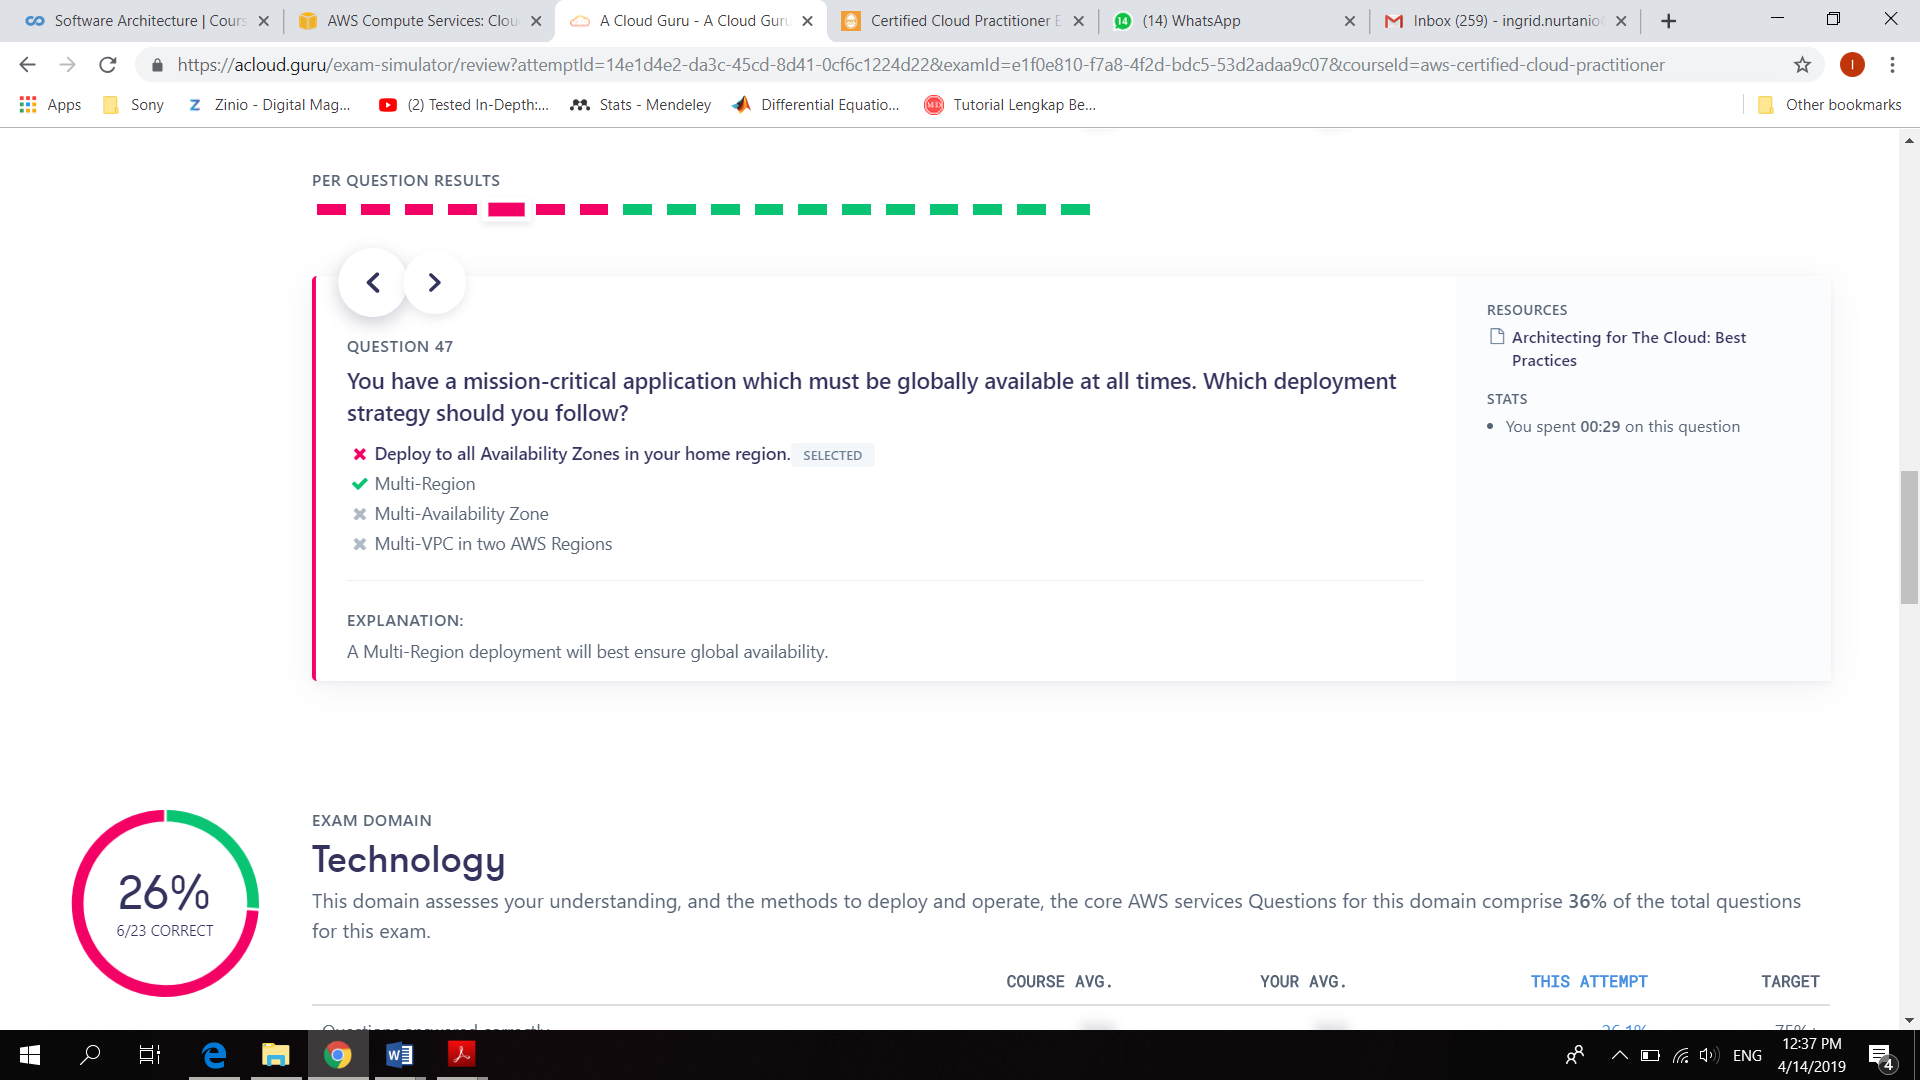 Software Architecture | Cours
AWS Compute Services: Clou
A Cloud Guru - A Cloud Guru
Certified Cloud Practitioner E
(14) WhatsApp
Inbox (259) - ingrid.nurtanio
https://acloud.guru/exam-simulator/review?attemptId=14e1d4e2-da3c-45cd-8d41-0cf6c1224d22&examId=e1f0e810-f7a8-4f2d-bdc5-53d2adaa9c07&courseId=aws-certified-cloud-practitioner
Apps
Sony
Zinio - Digital Mag...
(2) Tested In-Depth:...
Stats - Mendeley
Differential Equatio...
Tutorial Lengkap Be...
Other bookmarks
PER QUESTION RESULTS
QUESTION 47
You have a mission-critical application which must be globally available at all times. Which deployment
strategy should you follow?
Deploy to all Availability Zones in your home region. SELECTED
Multi-Region
Multi-Availability Zone
Multi-VPC in two AWS Regions
EXPLANATION:
A Multi-Region deployment will best ensure global availability.
RESOURCES
Architecting for The Cloud: Best
Practices
STATS
You spent 00:29 on this question
26%
6/23 CORRECT
EXAM DOMAIN
Technology
This domain assesses your understanding, and the methods to deploy and operate, the core AWS services Questions for this domain comprise 36% of the total questions
for this exam.
COURSE AVG. YOUR AVG. THIS ATTEMPT TARGET
Questions answered correctly 26.1% 75%+
ENG
12:37 PM
4/14/2019
4